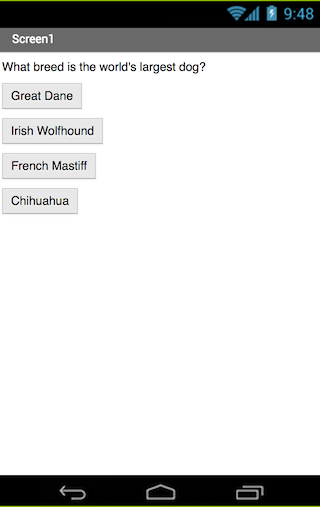 9:48
Screen1
What breed is the world's largest dog?
Great Dane
Irish Wolfhound
French Mastiff
Chihuahua